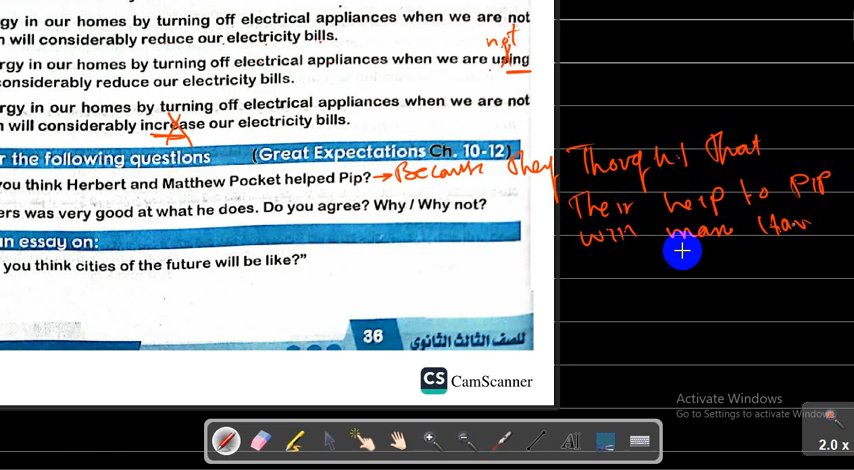 gy in our homes by turning off electrical appliances when we are not
n will considerably reduce our electricity bills.
not
rgy in our homes by turning off electrical appliances when we are using
considerably reduce our electricity bills.
rgy in our homes by turning off electrical appliances when we are not
n will considerably increase our electricity bills.
r the following questions (Great Expectations Ch. 10-12)
you think Herbert and Matthew Pocket helped Pip? → Because they Thought that
Their help to Pip
ers was very good at what he does. Do you agree? Why / Why not?
will make
an essay on:
you think cities of the future will be like?"
36 للصف الثالث الثانوى
CS CamScanner
Activate Windows
Go to Settings to activate Windows.
AI
2.0 x